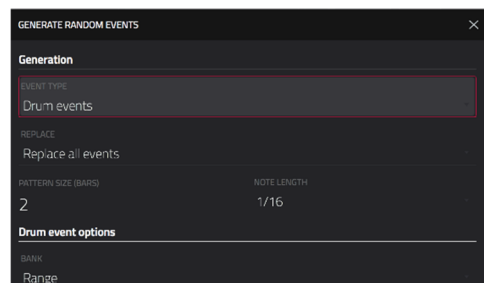 GENERATE RANDOM EVENTS
Generation
EVENT TYPE
Drum events
REPLACE
Replace all events
PATTERN SIZE (BARS) NOTE LENGTH
2 1/16
Drum event options
BANK
Range